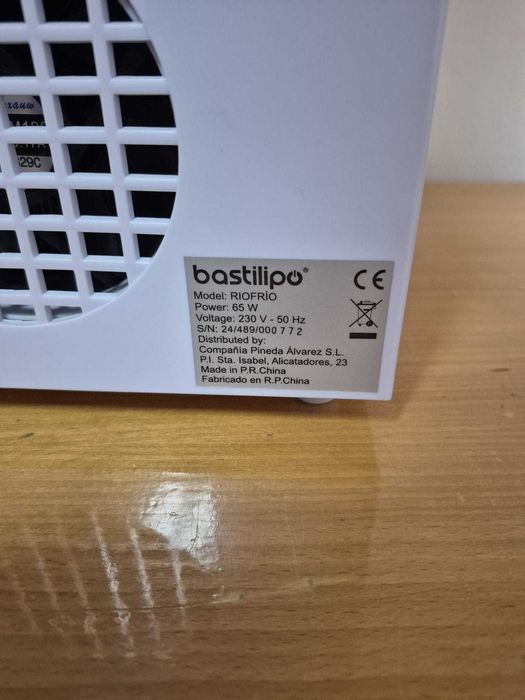 bastilipo®
CE
Model: RIOFRÍO
Power: 65 W
Voltage: 230 V - 50 Hz
S/N: 24/489/000 7 7 2
Distributed by:
Compañía Pineda Álvarez S.L.
P.I. Sta. Isabel, Alicatadores, 23
Made in P.R.China
Fabricado en R.P.China